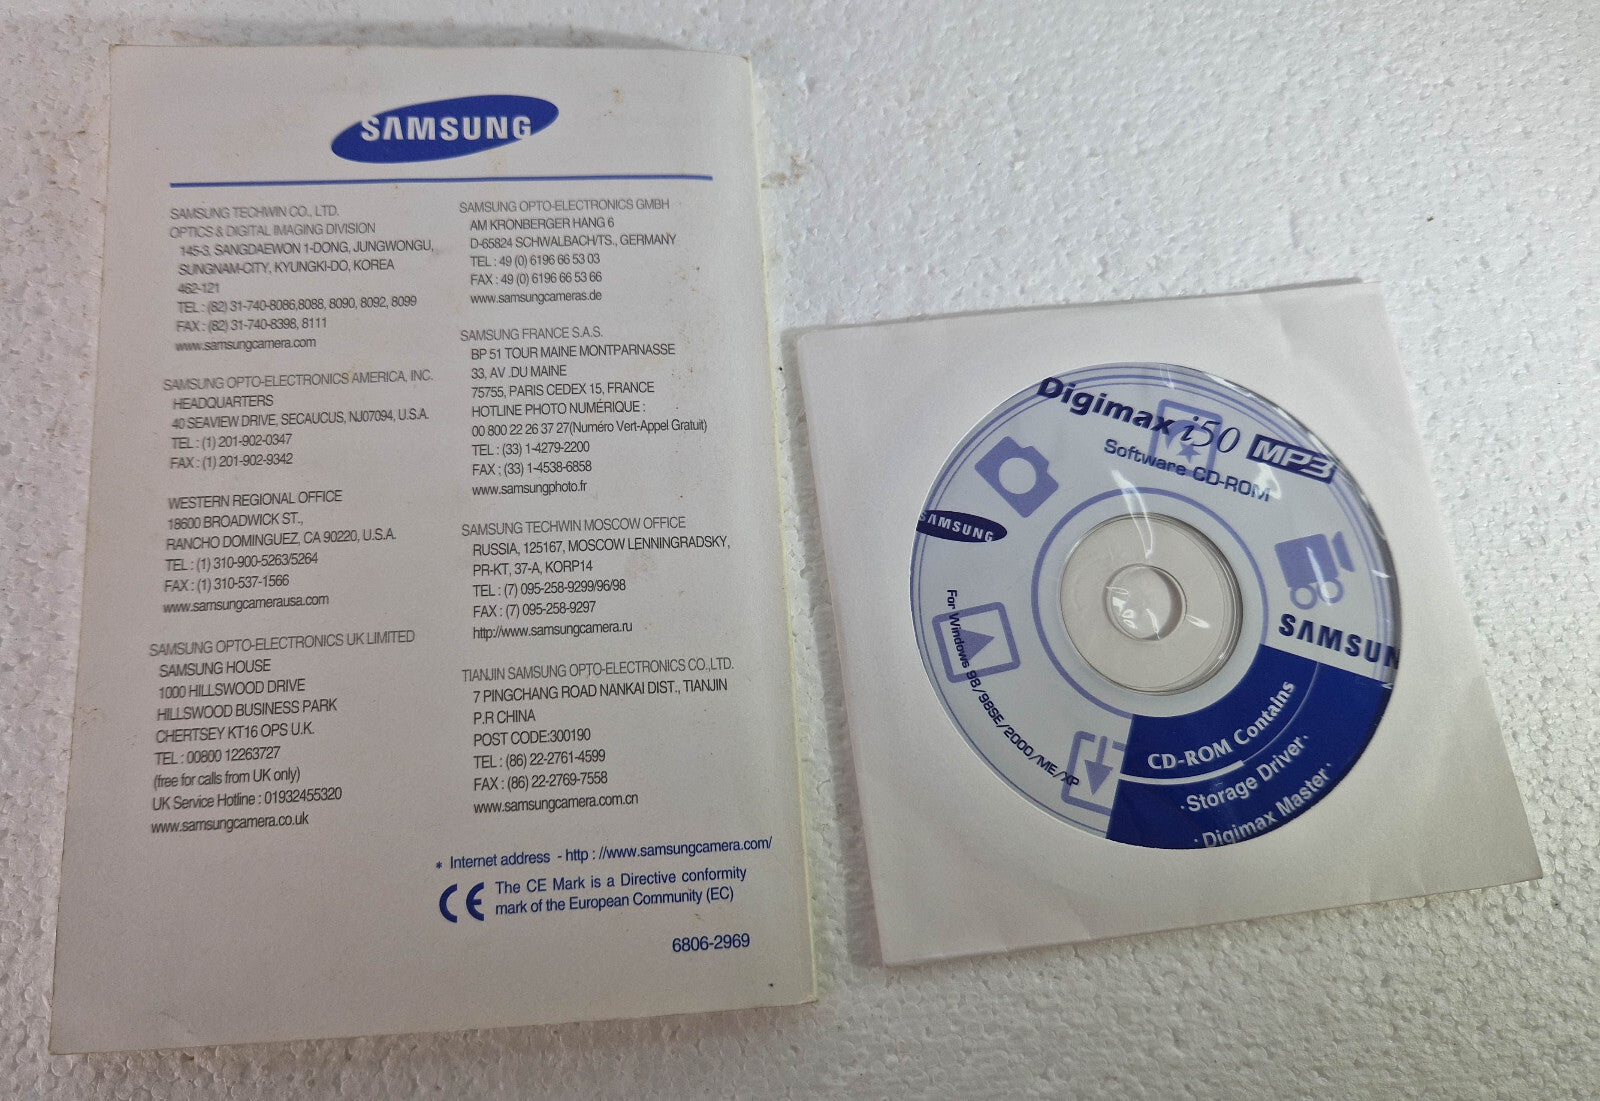 SAMSUNG
SAMSUNG TECHWIN CO., LTD.
OPTICS & DIGITAL IMAGING DIVISION
145-3, SANGDAEWON 1-DONG, JUNGWONGU,
SUNGNAM-CITY, KYUNGKI-DO, KOREA
462-121
TEL : (82) 31-740-8086,8088, 8090, 8092, 8099
FAX : (82) 31-740-8398, 8111
www.samsungcamera.com
SAMSUNG OPTO-ELECTRONICS AMERICA, INC.
HEADQUARTERS
40 SEAVIEW DRIVE, SECAUCUS, NJ07094, U.S.A.
TEL : (1) 201-902-0347
FAX : (1) 201-902-9342
WESTERN REGIONAL OFFICE
18600 BROADWICK ST.,
RANCHO DOMINGUEZ, CA 90220, U.S.A.
TEL : (1) 310-900-5263/5264
FAX : (1) 310-537-1566
www.samsungcamerausa.com
SAMSUNG OPTO-ELECTRONICS UK LIMITED
SAMSUNG HOUSE
1000 HILLSWOOD DRIVE
HILLSWOOD BUSINESS PARK
CHERTSEY KT16 OPS U.K.
TEL : 00800 12263727
(free for calls from UK only)
UK Service Hotline : 01932455320
www.samsungcamera.co.uk
SAMSUNG OPTO-ELECTRONICS GMBH
AM KRONBERGER HANG 6
D-65824 SCHWALBACH/TS., GERMANY
TEL : 49 (0) 6196 66 53 03
FAX : 49 (0) 6196 66 53 66
www.samsungcameras.de
SAMSUNG FRANCE S.A.S.
BP 51 TOUR MAINE MONTPARNASSE
33, AV .DU MAINE
75755, PARIS CEDEX 15, FRANCE
HOTLINE PHOTO NUMÉRIQUE :
00 800 22 26 37 27(Numéro Vert-Appel Gratuit)
TEL : (33) 1-4279-2200
FAX : (33) 1-4538-6858
www.samsungphoto.fr
SAMSUNG TECHWIN MOSCOW OFFICE
RUSSIA, 125167, MOSCOW LENNINGRADSKY,
PR-KT, 37-A, KORP14
TEL : (7) 095-258-9299/96/98
FAX : (7) 095-258-9297
http://www.samsungcamera.ru
TIANJIN SAMSUNG OPTO-ELECTRONICS CO.,LTD.
7 PINGCHANG ROAD NANKAI DIST., TIANJIN
P.R CHINA
POST CODE:300190
TEL : (86) 22-2761-4599
FAX : (86) 22-2769-7558
www.samsungcamera.com.cn
* Internet address - http : //www.samsungcamera.com/
CE The CE Mark is a Directive conformity
mark of the European Community (EC)
6806-2969
Digimax i50 MP3
Software CD-ROM
SAMSUNG
For Windows 98/98SE/2000/ME/XP
SAMSUN
CD-ROM Contains
·Storage Driver·
·Digimax Master·